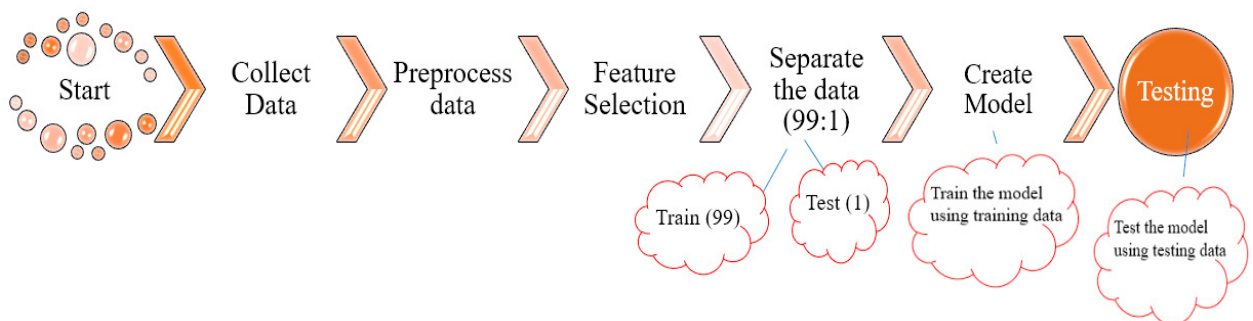 Start
Collect
Data
Preprocess
data
Feature
Selection
Separate
the data
(99:1)
Create
Model
Testing
Train (99)
Test (1)
Train the model
using training data
Test the model
using testing data